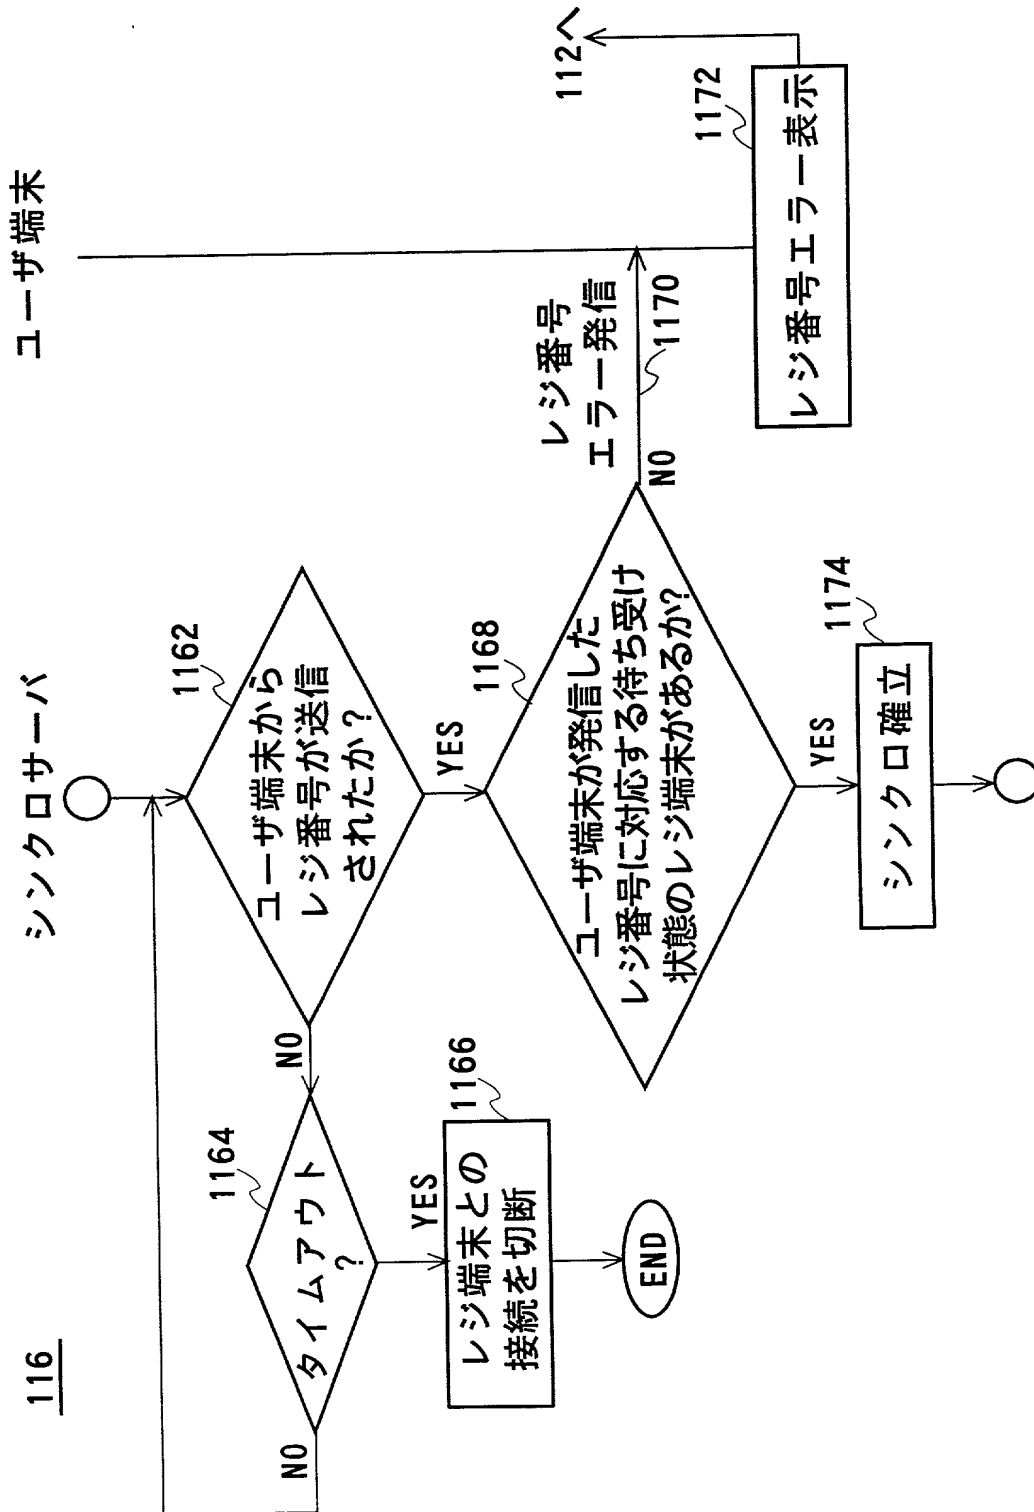 116
シンクロサーバ
ユーザ端末
1162
ユーザ端末から
レジ番号が送信
されたか？
NO
YES
1164
タイムアウト
?
NO
YES
1166
レジ端末との
接続を切断
END
1168
ユーザ端末が発信した
レジ番号に対応する待ち受け
状態のレジ端末があるか?
NO
YES
レジ番号
エラー発信
1170
112へ
1172
レジ番号エラー表示
1174
シンクロ確立